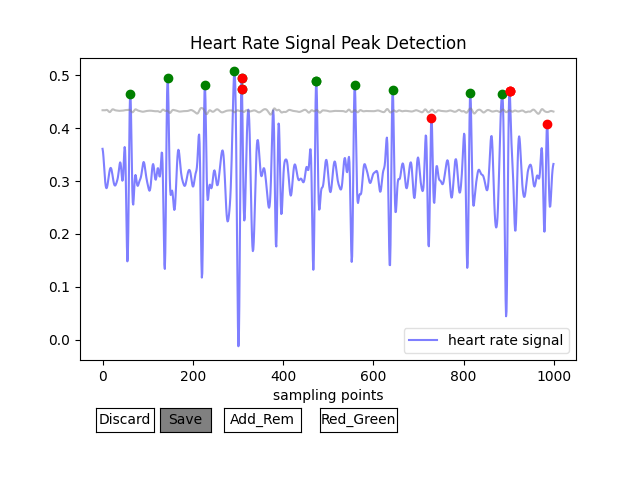 Heart Rate Signal Peak Detection
0.5
0.4
0.3
0.2
0.1
0.0
heart rate signal
0 200 400 600 800 1000
sampling points
Discard Save Add_Rem Red_Green